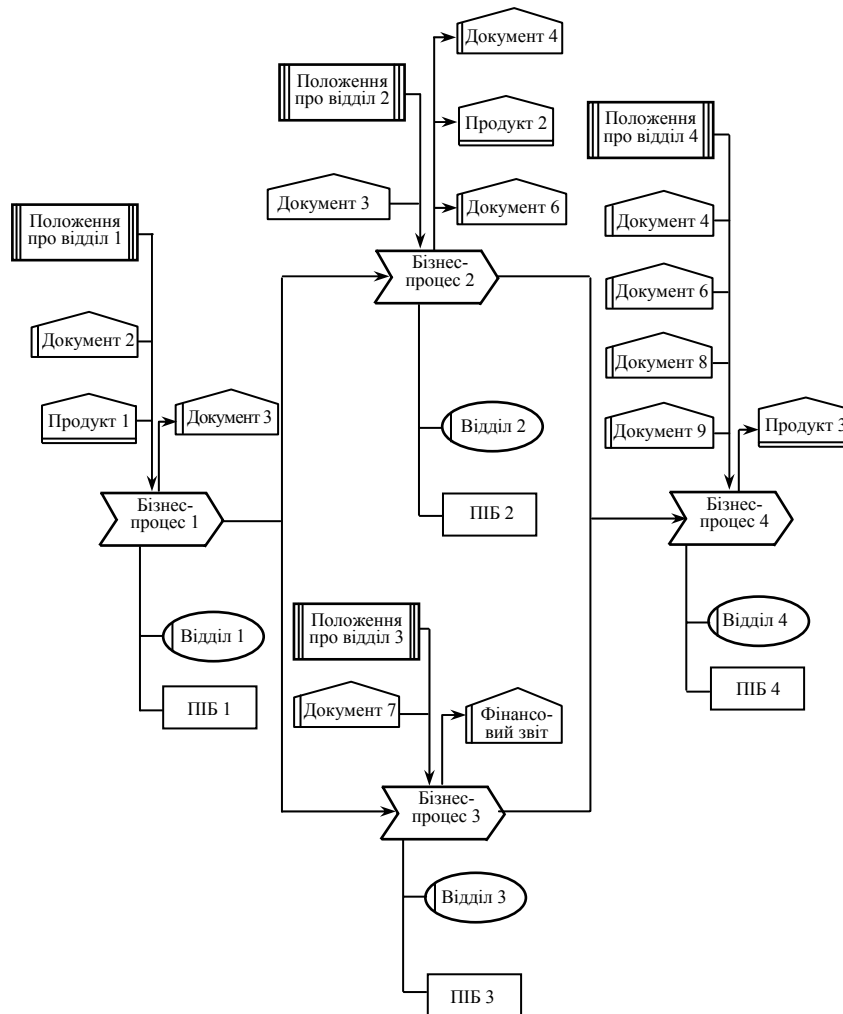 Документ 4
Положення
про відділ 2
Продукт 2
Положення
про відділ 4
Документ 3
Документ 6
Положення
про відділ 1
Документ 4
Бізнес-
процес 2
Документ 6
Документ 2
Документ 8
Продукт 1
Документ 3
Відділ 2
Документ 9
Продукт 3
Бізнес-
процес 1
ПІБ 2
Бізнес-
процес 4
Відділ 1
Положення
про відділ 3
Відділ 4
ПІБ 1
Документ 7
Фінансо-
вий звіт
ПІБ 4
Бізнес-
процес 3
Відділ 3
ПІБ 3